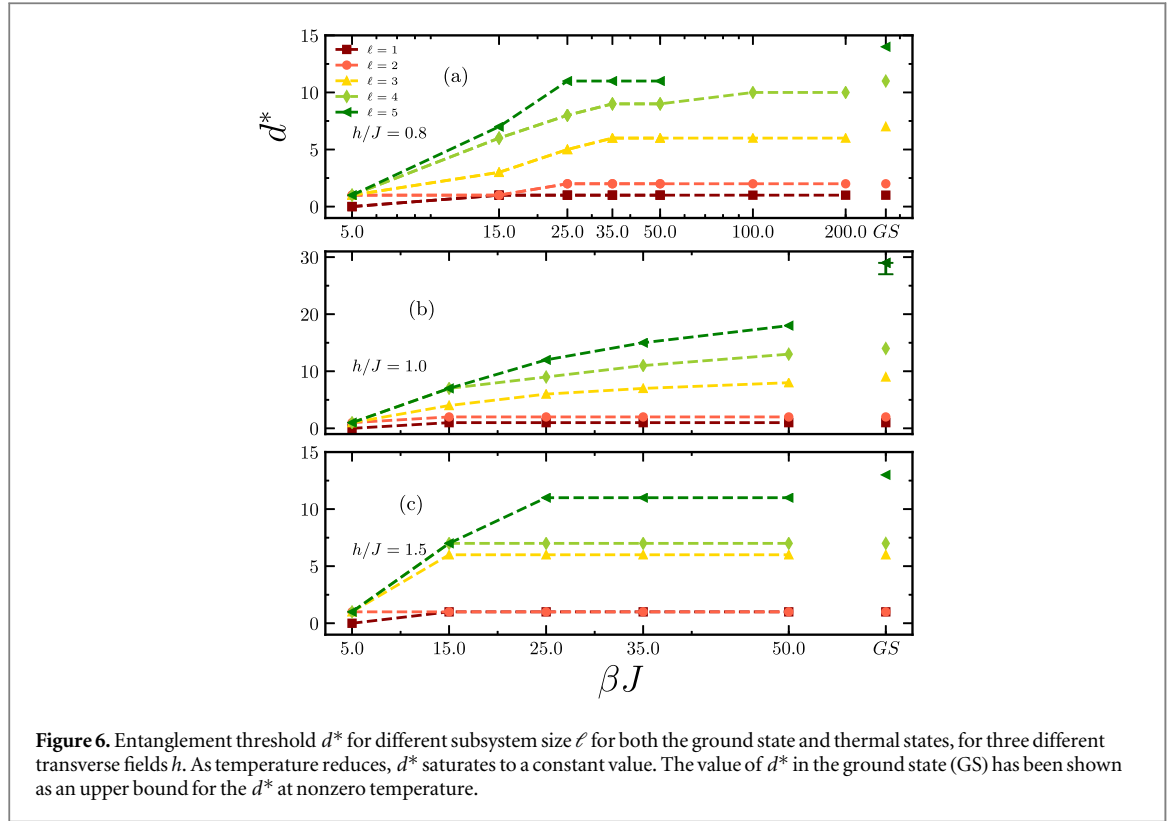 15
10
5
0
d*
ℓ = 1
ℓ = 2
ℓ = 3
ℓ = 4
ℓ = 5
(a)
h/J = 0.8
5.0 15.0 25.0 35.0 50.0 100.0 200.0 GS
30
20
10
0
(b)
h/J = 1.0
15
10
5
0
(c)
h/J = 1.5
5.0 15.0 25.0 35.0 50.0 GS
βJ
Figure 6. Entanglement threshold d* for different subsystem size ℓ for both the ground state and thermal states, for three different
transverse fields h. As temperature reduces, d* saturates to a constant value. The value of d* in the ground state (GS) has been shown
as an upper bound for the d* at nonzero temperature.